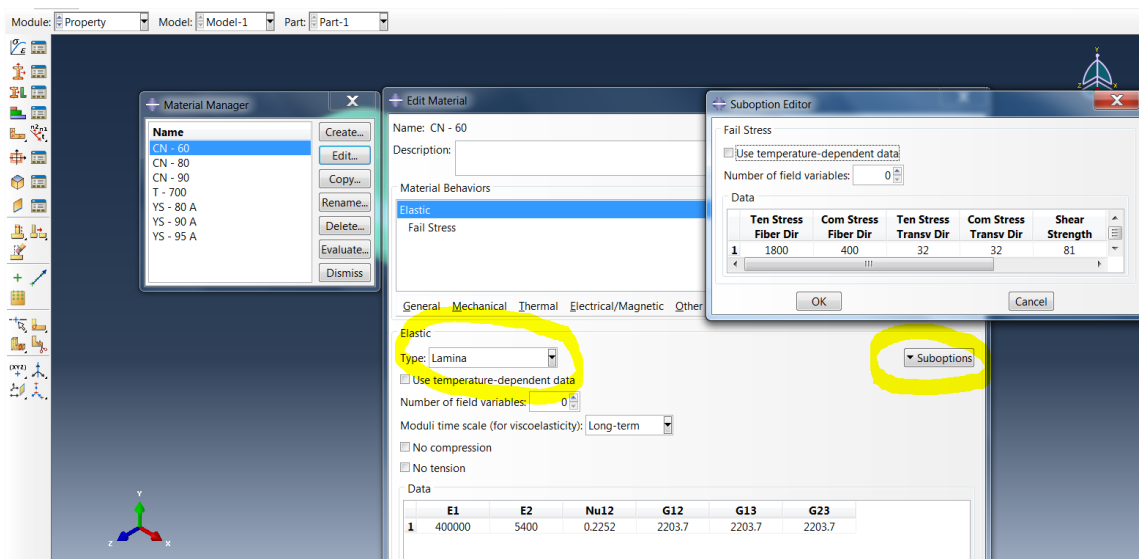 Module: Property Model: Model-1 Part: Part-1
Material Manager
Name
CN - 60
CN - 80
CN - 90
T - 700
YS - 80 A
YS - 90 A
YS - 95 A
Create...
Edit...
Copy...
Rename...
Delete...
Evaluate...
Dismiss
Edit Material
Name: CN - 60
Description:
Material Behaviors
Elastic
Fail Stress
General Mechanical Thermal Electrical/Magnetic Other
Elastic
Type: Lamina
Suboptions
Use temperature-dependent data
Number of field variables: 0
Moduli time scale (for viscoelasticity): Long-term
No compression
No tension
Data
E1 E2 Nu12 G12 G13 G23
1 400000 5400 0.2252 2203.7 2203.7 2203.7
Suboption Editor
Fail Stress
Use temperature-dependent data
Number of field variables: 0
Data
Ten Stress Com Stress Ten Stress Com Stress Shear
Fiber Dir Fiber Dir Transv Dir Transv Dir Strength
1 1800 400 32 32 81
OK Cancel
Y
Z
Y
Z X